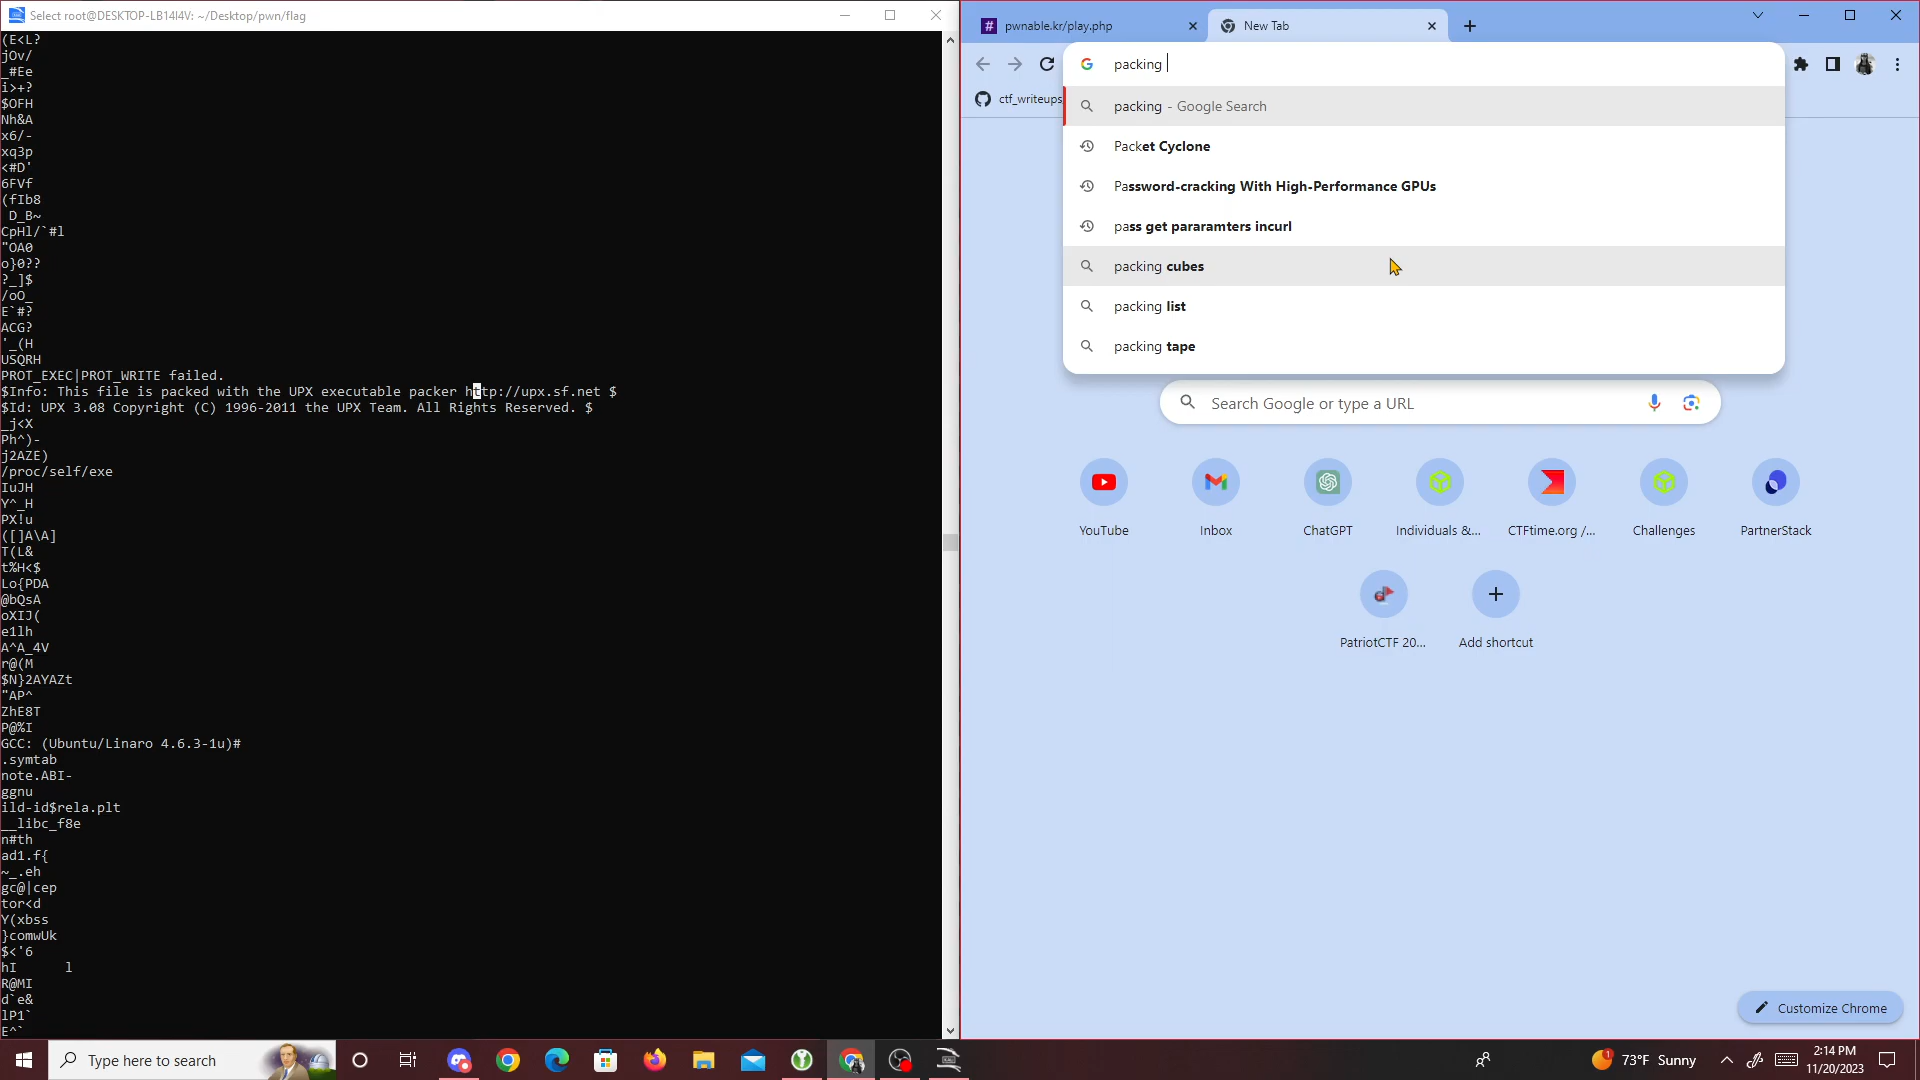 Select root@DESKTOP-LB14I4V: ~/Desktop/pwn/flag
(E<L?
jOv/
_#Ee
i>+?
$OFH
Nh&A
x6/-
xq3p
<#D'
6FVf
(fIb8
D_B~
CpHl/`#l
"OA0
o}0??
?_]$
/oO_
E`#?
ACG?
'_(H
USQRH
PROT_EXEC|PROT_WRITE failed.
$Info: This file is packed with the UPX executable packer http://upx.sf.net $
$Id: UPX 3.08 Copyright (C) 1996-2011 the UPX Team. All Rights Reserved. $
_j<X
Ph^)-
j2AZE)
/proc/self/exe
IuJH
Y^_H
PX!u
([]A\A]
T(L&
t%H<$
Lo{PDA
@bQsA
oXIJ(
e1lh
A^A_4V
r@(M
$N}2AYAZt
"AP^
ZhE8T
P@%I
GCC: (Ubuntu/Linaro 4.6.3-1u)#
.symtab
note.ABI-
ggnu
ild-id$rela.plt
__libc_f8e
n#th
ad1.f{
~_.eh
gc@|cep
tor<d
Y(xbss
}comwUk
$<'6
hI l
R@MI
d`e&
lP1`
E^`
pwnable.kr/play.php
New Tab
packing
ctf_writeups
packing - Google Search
Packet Cyclone
Password-cracking With High-Performance GPUs
pass get pararamters incurl
packing cubes
packing list
packing tape
Search Google or type a URL
YouTube
Inbox
ChatGPT
Individuals &...
CTFtime.org /...
Challenges
PartnerStack
PatriotCTF 20...
Add shortcut
Customize Chrome
Type here to search
1
73°F Sunny
2:14 PM
11/20/2023